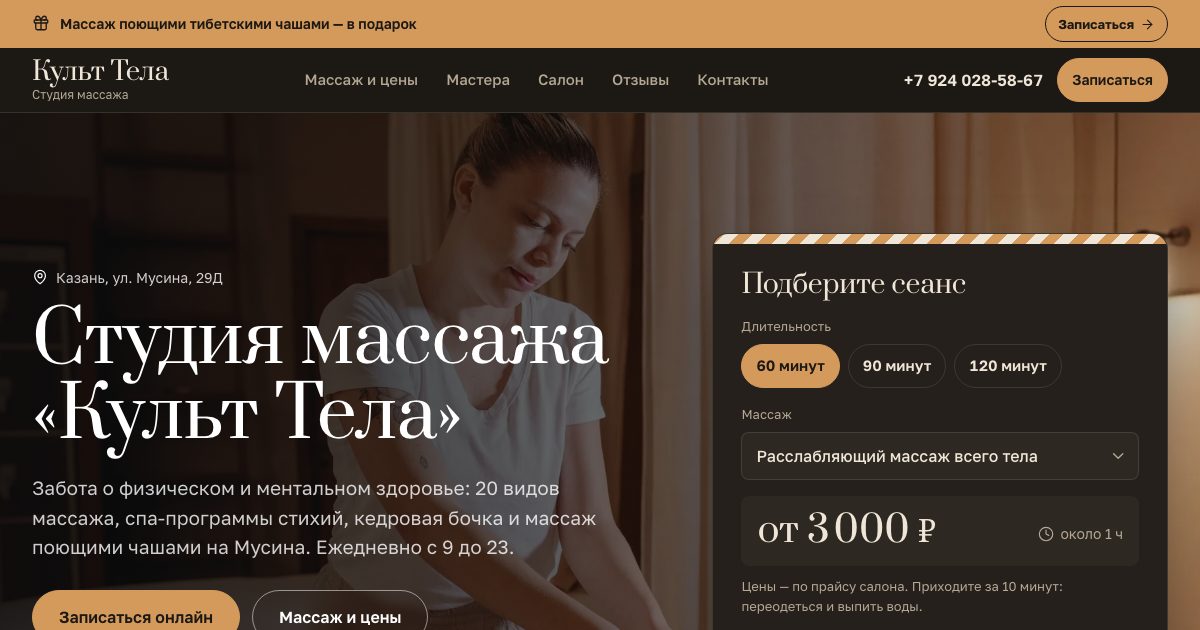 Массаж поющими тибетскими чашами — в подарок
Записаться →
Культ Тела
Студия массажа
Массаж и цены
Мастера
Салон
Отзывы
Контакты
+7 924 028-58-67
Записаться
Казань, ул. Мусина, 29Д
Студия массажа
«Культ Тела»
Забота о физическом и ментальном здоровье: 20 видов
массажа, спа-программы стихий, кедровая бочка и массаж
поющими чашами на Мусина. Ежедневно с 9 до 23.
Записаться онлайн
Массаж и цены
Подберите сеанс
Длительность
60 минут
90 минут
120 минут
Массаж
Расслабляющий массаж всего тела
от 3 000 ₽
около 1 ч
Цены — по прайсу салона. Приходите за 10 минут:
переодеться и выпить воды.